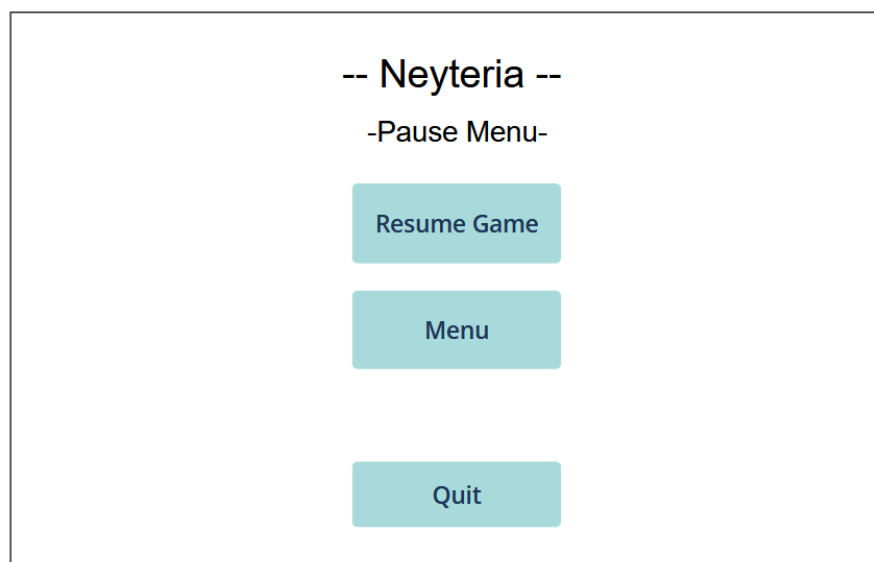 -- Neyteria --
-Pause Menu-
Resume Game
Menu
Quit